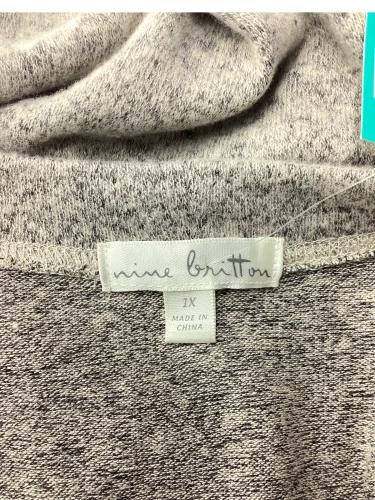 nine britton
1X
MADE IN
CHINA